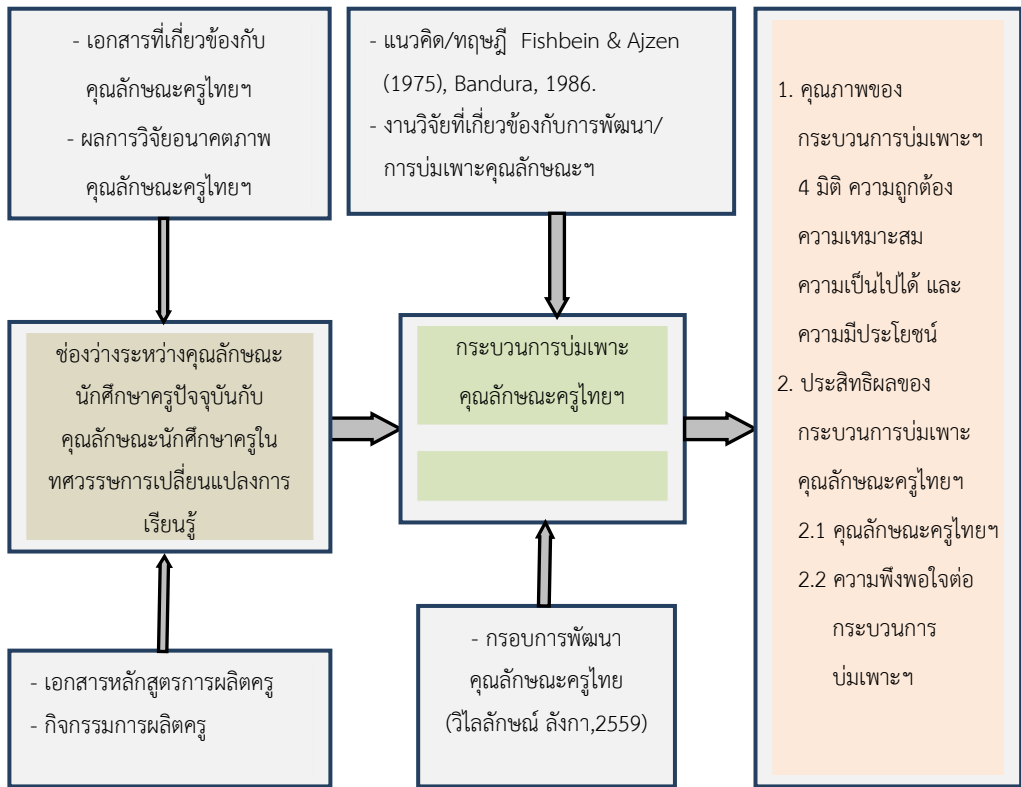 - เอกสารที่เกี่ยวข้องกับ
คุณลักษณะครูไทยฯ
- ผลการวิจัยอนาคตภาพ
คุณลักษณะครูไทยฯ
- แนวคิด/ทฤษฎี Fishbein & Ajzen
(1975), Bandura, 1986.
- งานวิจัยที่เกี่ยวข้องกับการพัฒนา/
การบ่มเพาะคุณลักษณะฯ
ช่องว่างระหว่างคุณลักษณะ
นักศึกษาครูปัจจุบันกับ
คุณลักษณะนักศึกษาครูใน
ทศวรรษการเปลี่ยนแปลงการ
เรียนรู้
กระบวนการบ่มเพาะ
คุณลักษณะครูไทยฯ
- เอกสารหลักสูตรการผลิตครู
- กิจกรรมการผลิตครู
- กรอบการพัฒนา
คุณลักษณะครูไทย
(วิไลลักษณ์ ลังกา,2559)
1. คุณภาพของ
กระบวนการบ่มเพาะฯ
4 มิติ ความถูกต้อง
ความเหมาะสม
ความเป็นไปได้ และ
ความมีประโยชน์
2. ประสิทธิผลของ
กระบวนการบ่มเพาะ
คุณลักษณะครูไทยฯ
2.1 คุณลักษณะครูไทยฯ
2.2 ความพึงพอใจต่อ
กระบวนการ
บ่มเพาะฯ